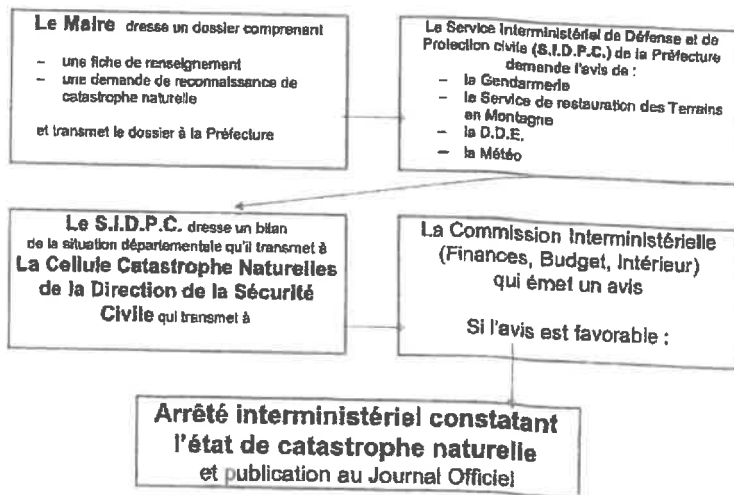 Le Maire dresse un dossier comprenant
– une fiche de renseignement
– une demande de reconnaissance de
catastrophe naturelle
et transmet le dossier à la Préfecture
Le Service Interministériel de Défense et de
Protection civile (S.I.D.P.C.) de la Préfecture
demande l'avis de :
– la Gendarmerie
– le Service de restauration des Terrains
en Montagne
– la D.D.E.
– la Météo
Le S.I.D.P.C. dresse un bilan
de la situation départementale qu'il transmet à
La Cellule Catastrophe Naturelles
de la Direction de la Sécurité
Civile qui transmet à
La Commission Interministérielle
(Finances, Budget, Intérieur)
qui émet un avis
Si l'avis est favorable :
Arrêté interministériel constatant
l'état de catastrophe naturelle
et publication au Journal Officiel